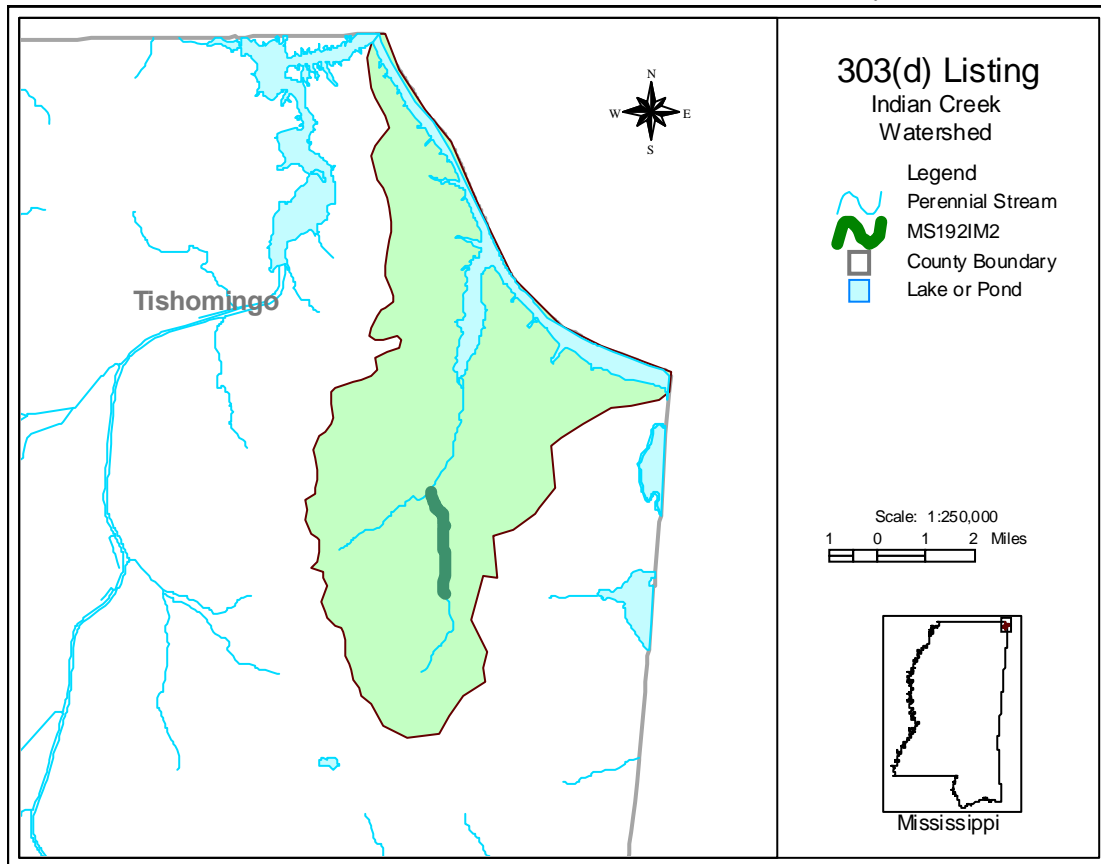 303(d) Listing
Indian Creek
Watershed
Legend
Perennial Stream
MS192IM2
County Boundary
Lake or Pond
N
W E
S
Tishomingo
Scale: 1:250,000
1 0 1 2 Miles
Mississippi